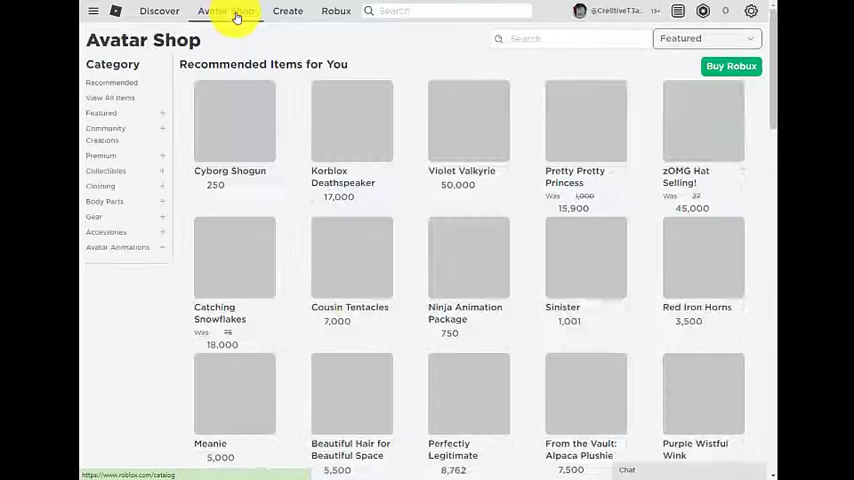 Discover Avatar Shop Create Robux Search @Cre8tiveT3a... 13+ 0
Avatar Shop
Search
Featured
Category
Recommended Items for You
Buy Robux
Recommended
View All Items
Featured +
Community Creations +
Premium +
Collectibles +
Clothing +
Body Parts +
Gear +
Accessories +
Avatar Animations +
Cyborg Shogun
250
Korblox
Deathspeaker
17,000
Violet Valkyrie
50,000
Pretty Pretty
Princess
Was 1,000
15,900
zOMG Hat
Selling!
Was 27
45,000
Catching
Snowflakes
Was 75
18,000
Cousin Tentacles
7,000
Ninja Animation
Package
750
Sinister
1,001
Red Iron Horns
3,500
Meanie
5,000
Beautiful Hair for
Beautiful Space
5,500
Perfectly
Legitimate
8,762
From the Vault:
Alpaca Plushie
7,500
Purple Wistful
Wink
Chat
https://www.roblox.com/catalog